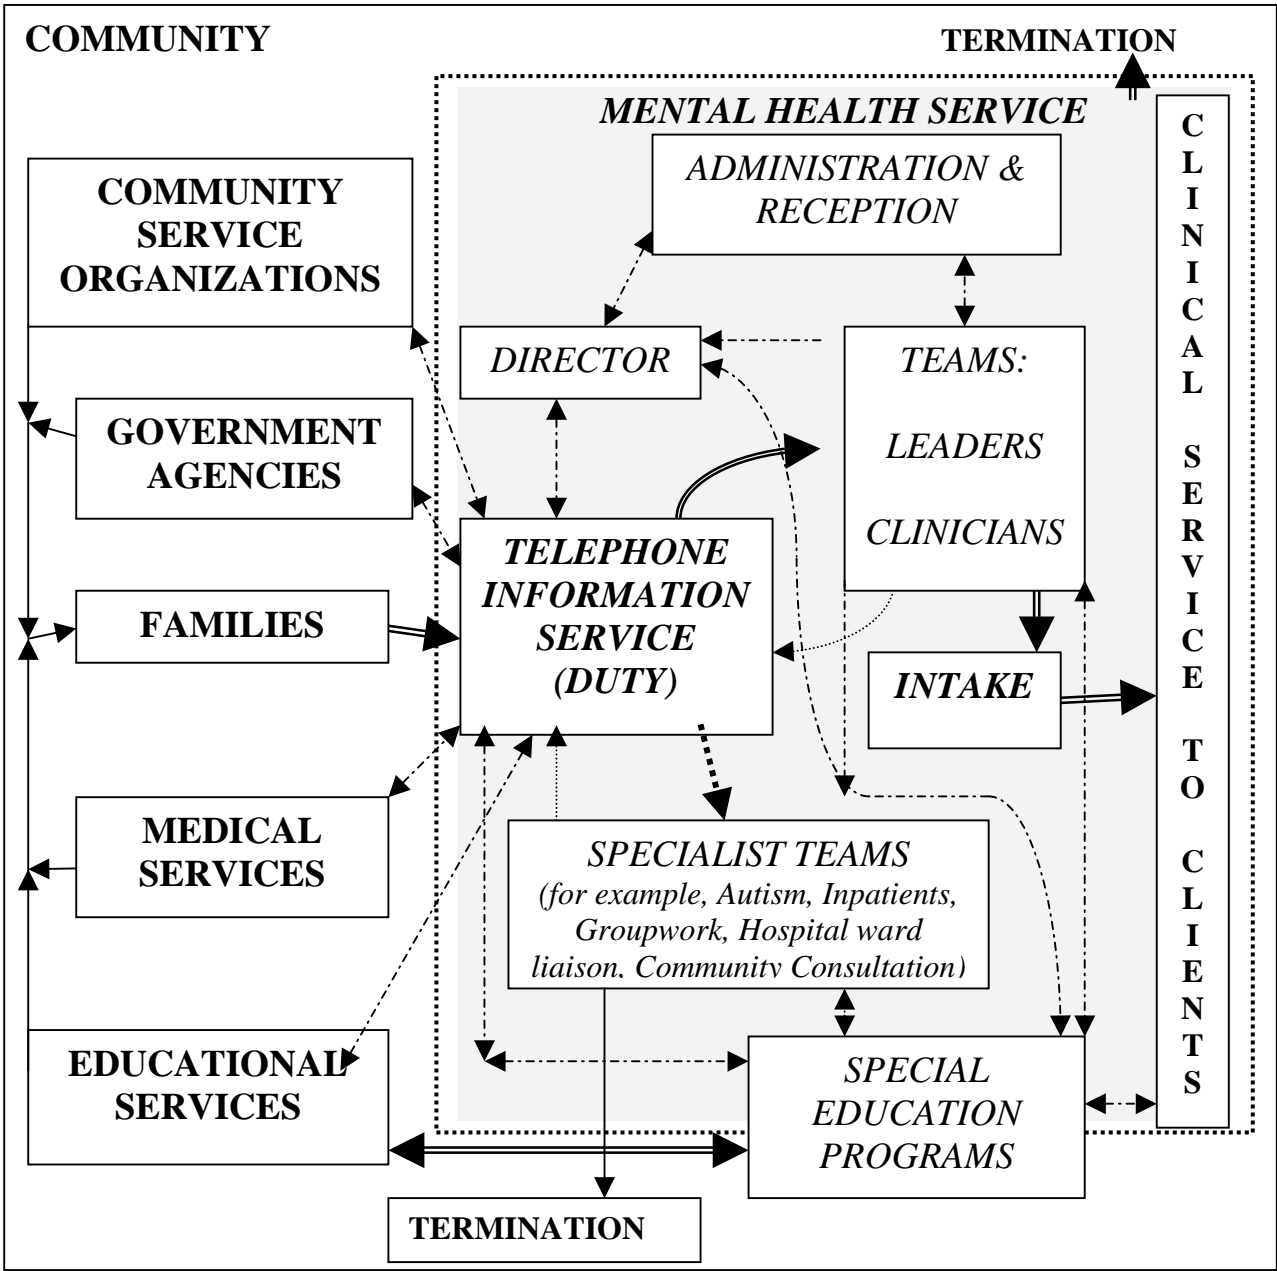 COMMUNITY
TERMINATION
MENTAL HEALTH SERVICE
ADMINISTRATION &
RECEPTION
COMMUNITY
SERVICE
ORGANIZATIONS
DIRECTOR
TEAMS:
LEADERS
CLINICIANS
GOVERNMENT
AGENCIES
TELEPHONE
INFORMATION
SERVICE
(DUTY)
FAMILIES
INTAKE
MEDICAL
SERVICES
SPECIALIST TEAMS
(for example, Autism, Inpatients,
Groupwork, Hospital ward
liaison, Community Consultation)
EDUCATIONAL
SERVICES
SPECIAL
EDUCATION
PROGRAMS
TERMINATION
CLINICAL SERVICE TO CLIENTS